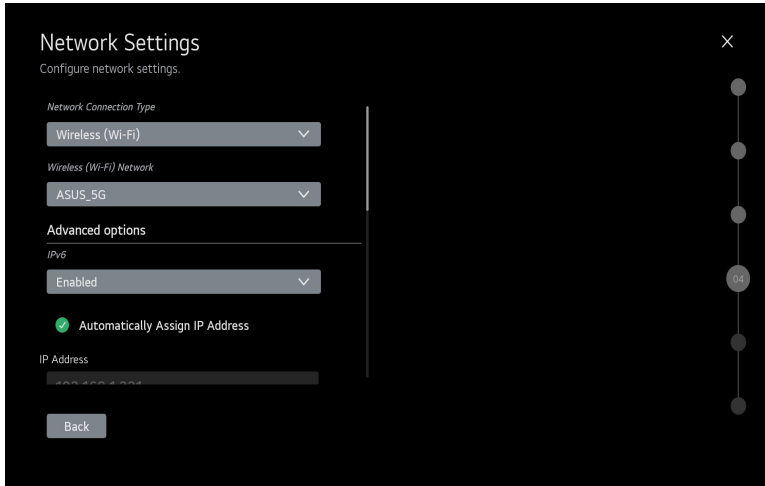 Network Settings
Configure network settings.
Network Connection Type
Wireless (Wi-Fi)
Wireless (Wi-Fi) Network
ASUS_5G
Advanced options
IPv6
Enabled
Automatically Assign IP Address
IP Address
04
Back